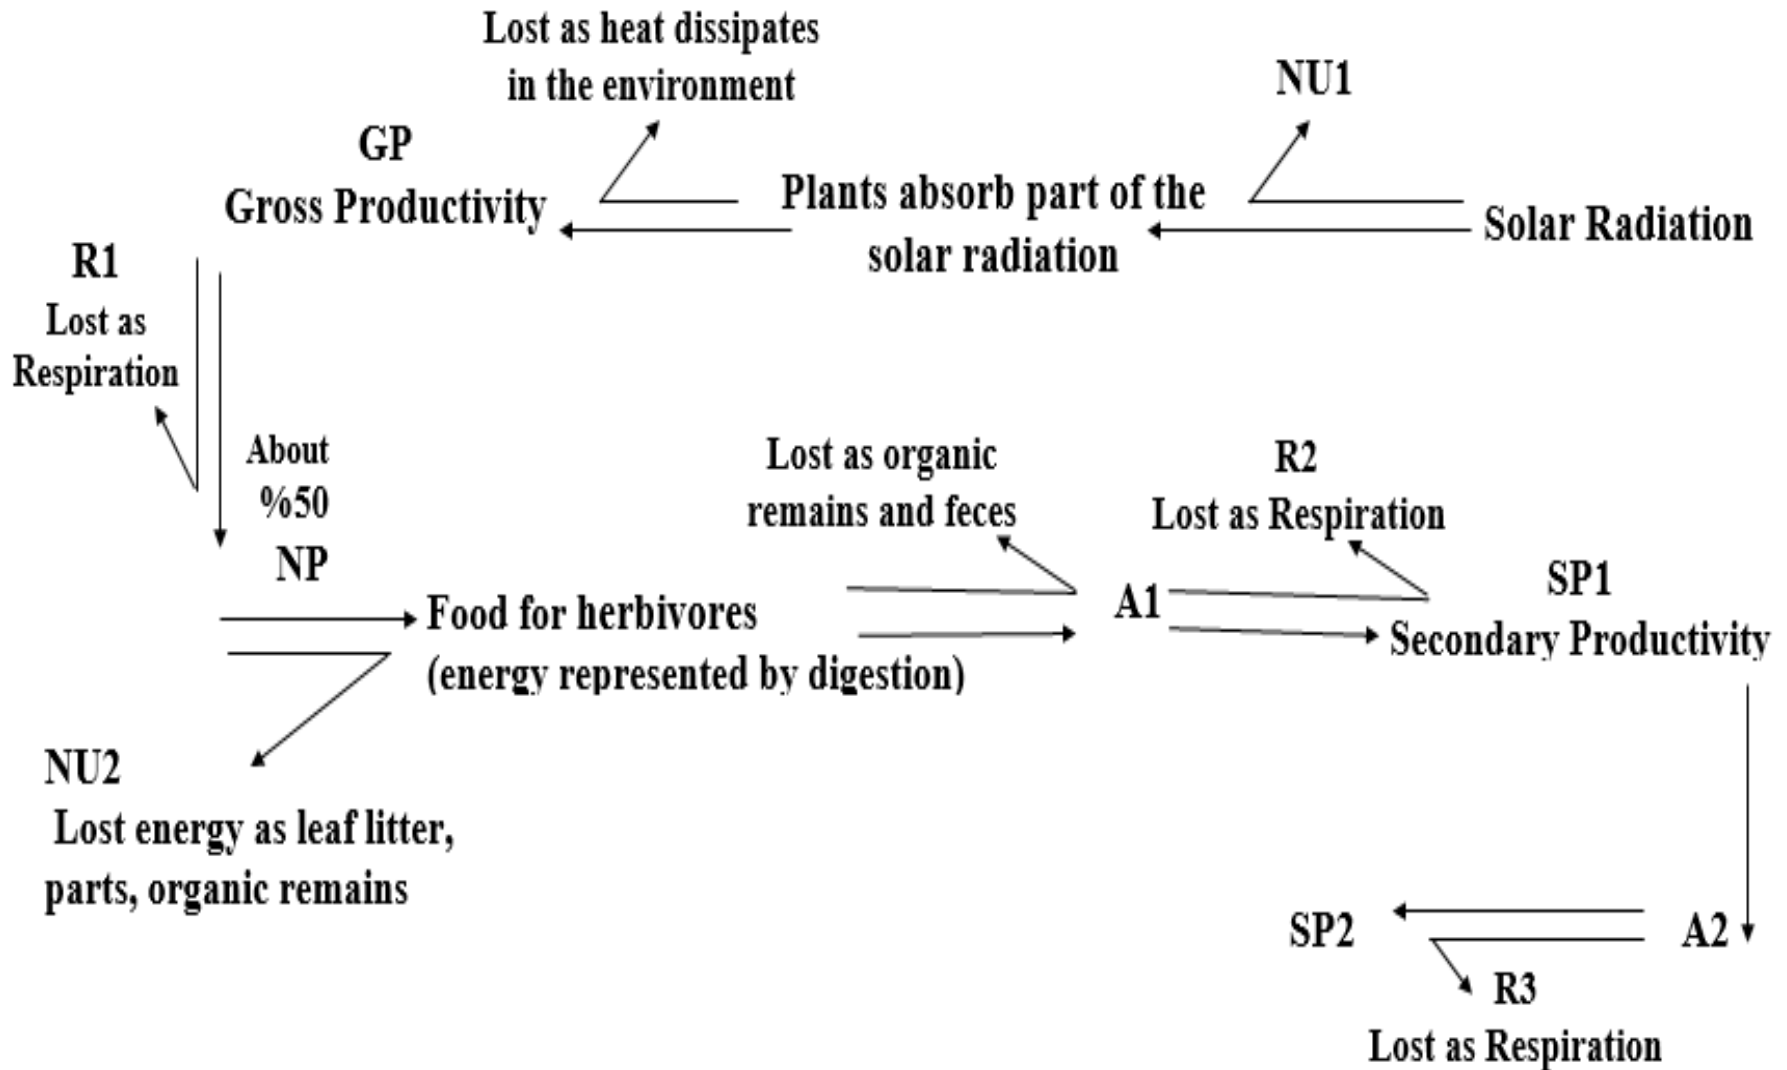 Lost as heat dissipates
in the environment
NU1
GP
Gross Productivity
Plants absorb part of the
solar radiation
Solar Radiation
R1
Lost as
Respiration
About
%50
NP
Lost as organic
remains and feces
R2
Lost as Respiration
Food for herbivores
(energy represented by digestion)
A1
SP1
Secondary Productivity
NU2
Lost energy as leaf litter,
parts, organic remains
SP2
A2
R3
Lost as Respiration